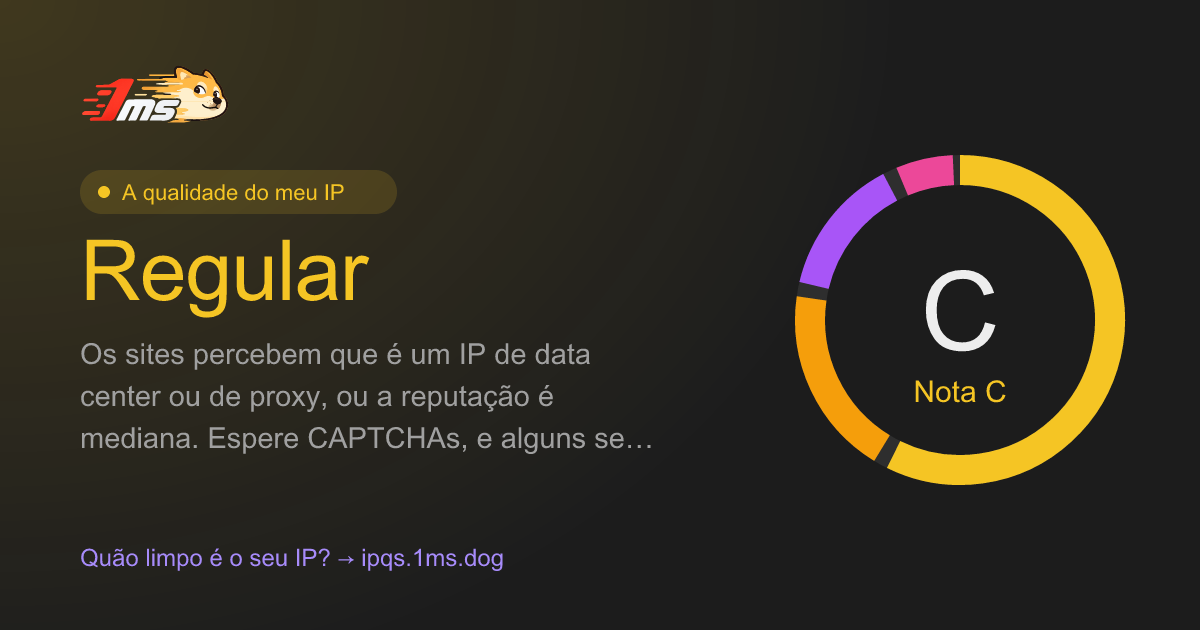 1ms
A qualidade do meu IP
Regular
Os sites percebem que é um IP de data
center ou de proxy, ou a reputação é
mediana. Espere CAPTCHAs, e alguns se…
C
Nota C
Quão limpo é o seu IP? → ipqs.1ms.dog